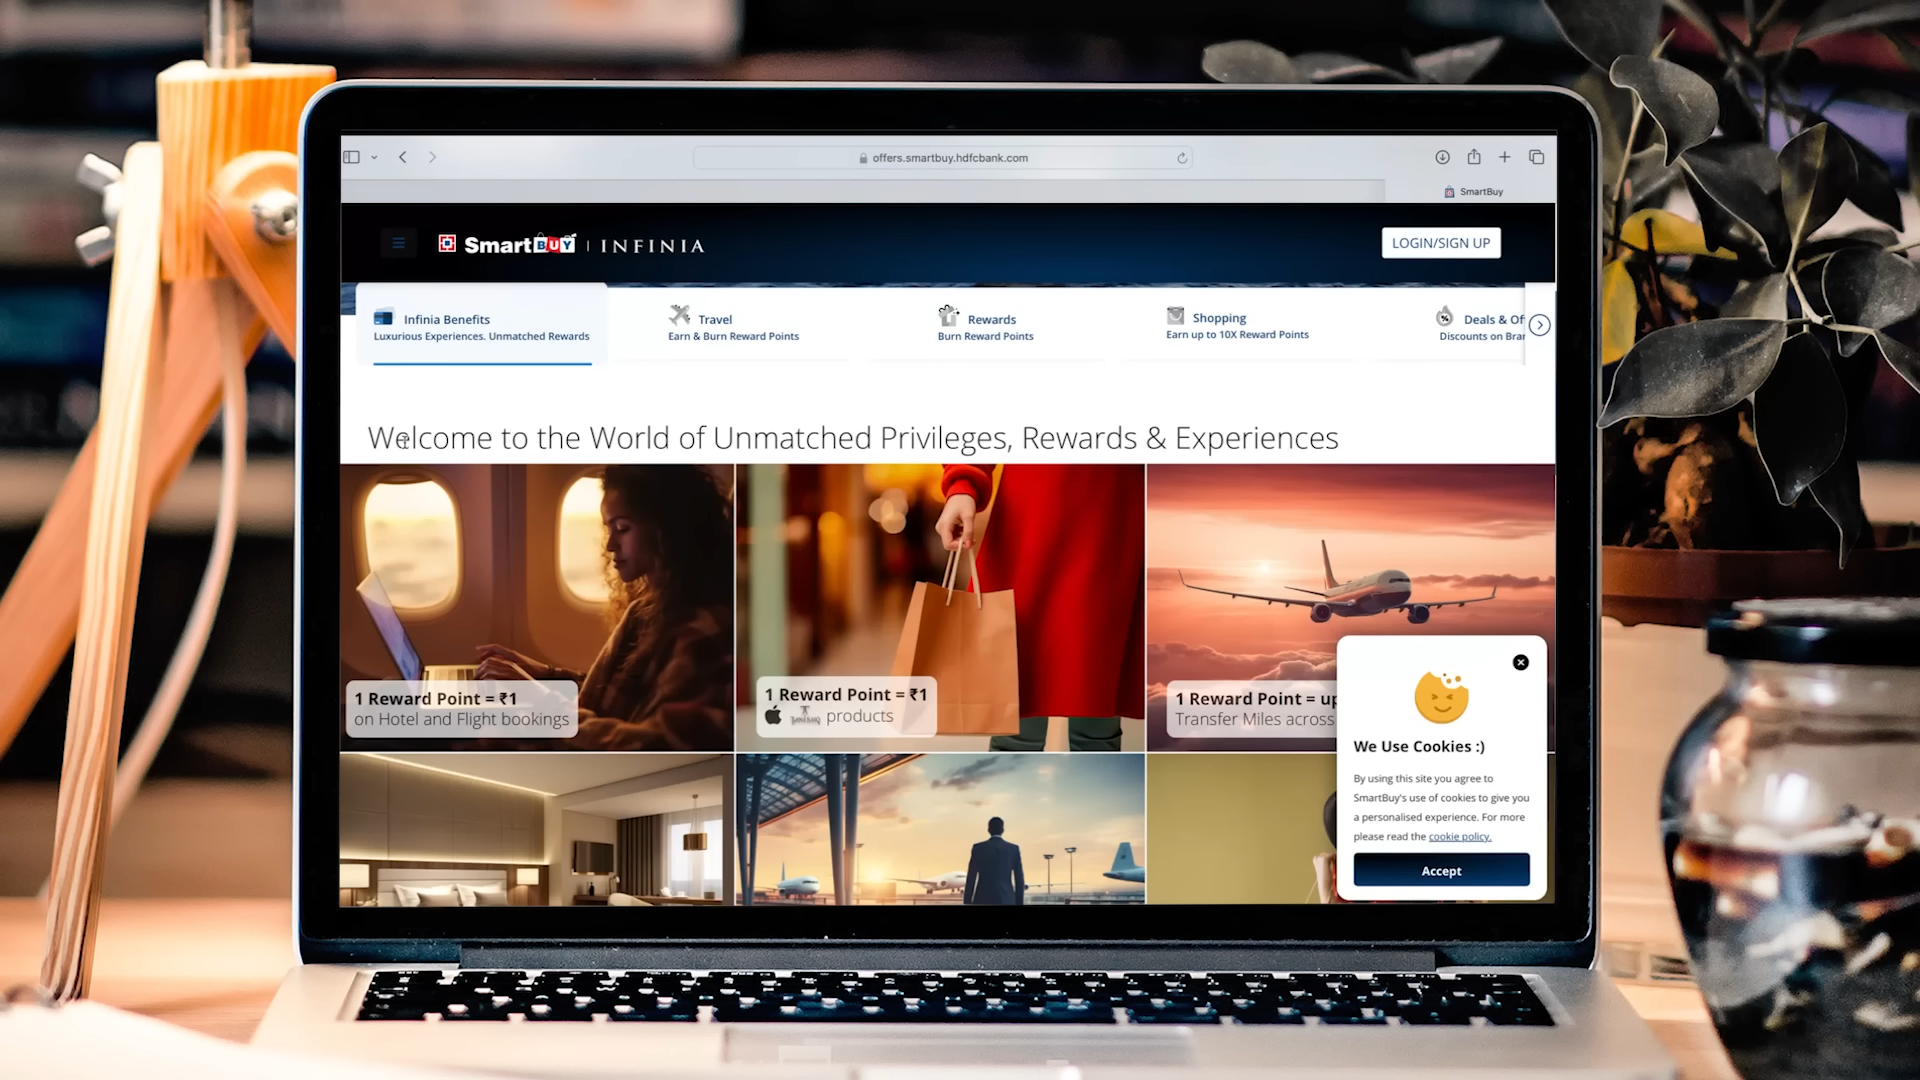 offers.smartbuy.hdfcbank.com
SmartBuy
SmartBUY | INFINIA
LOGIN/SIGN UP
Infinia Benefits
Luxurious Experiences. Unmatched Rewards
Travel
Earn & Burn Reward Points
Rewards
Burn Reward Points
Shopping
Earn up to 10X Reward Points
Deals & Of
Discounts on Bran
Welcome to the World of Unmatched Privileges, Rewards & Experiences
1 Reward Point = ₹1
on Hotel and Flight bookings
1 Reward Point = ₹1
TANISHQ products
1 Reward Point = up
Transfer Miles across
We Use Cookies :)
By using this site you agree to
SmartBuy's use of cookies to give you
a personalised experience. For more
please read the cookie policy.
Accept